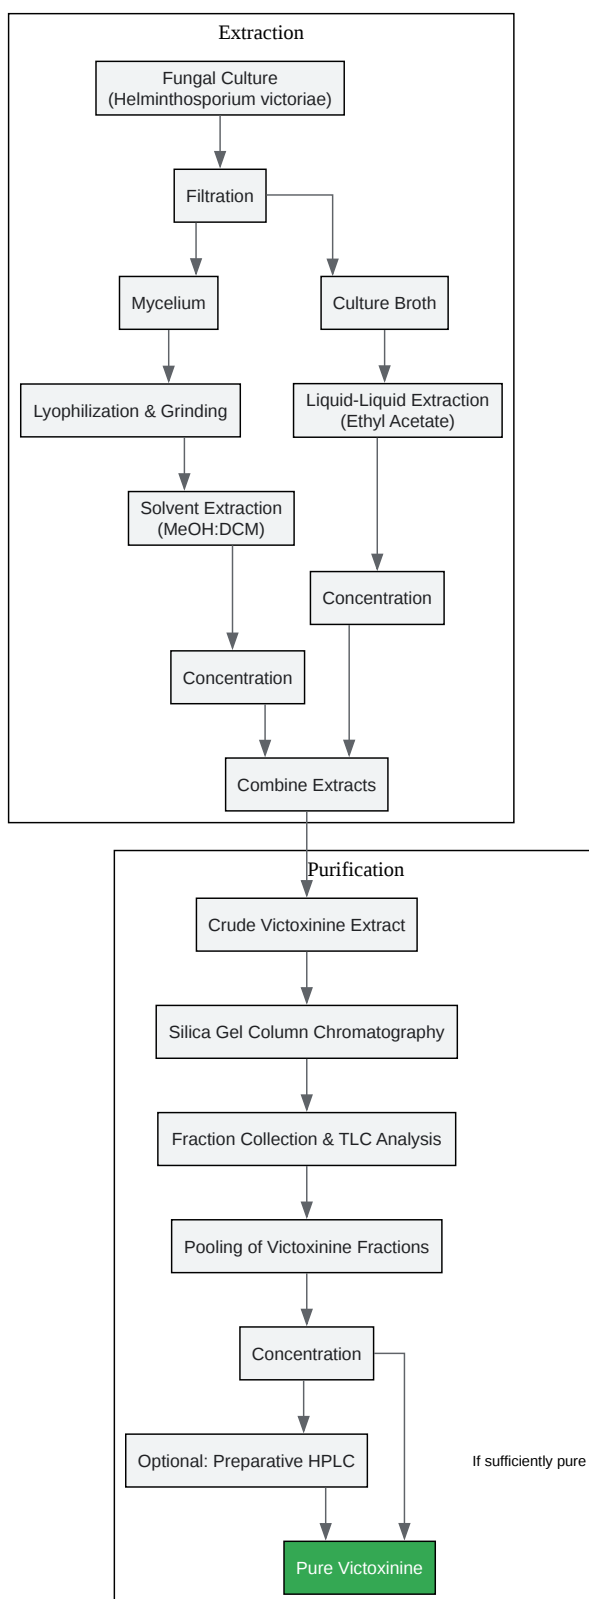 Extraction
Fungal Culture
(Helminthosporium victoriae)
Filtration
Mycelium
Culture Broth
Lyophilization & Grinding
Liquid-Liquid Extraction
(Ethyl Acetate)
Solvent Extraction
(MeOH:DCM)
Concentration
Concentration
Combine Extracts
Purification
Crude Victoxinine Extract
Silica Gel Column Chromatography
Fraction Collection & TLC Analysis
Pooling of Victoxinine Fractions
Concentration
Optional: Preparative HPLC
If sufficiently pure
Pure Victoxinine